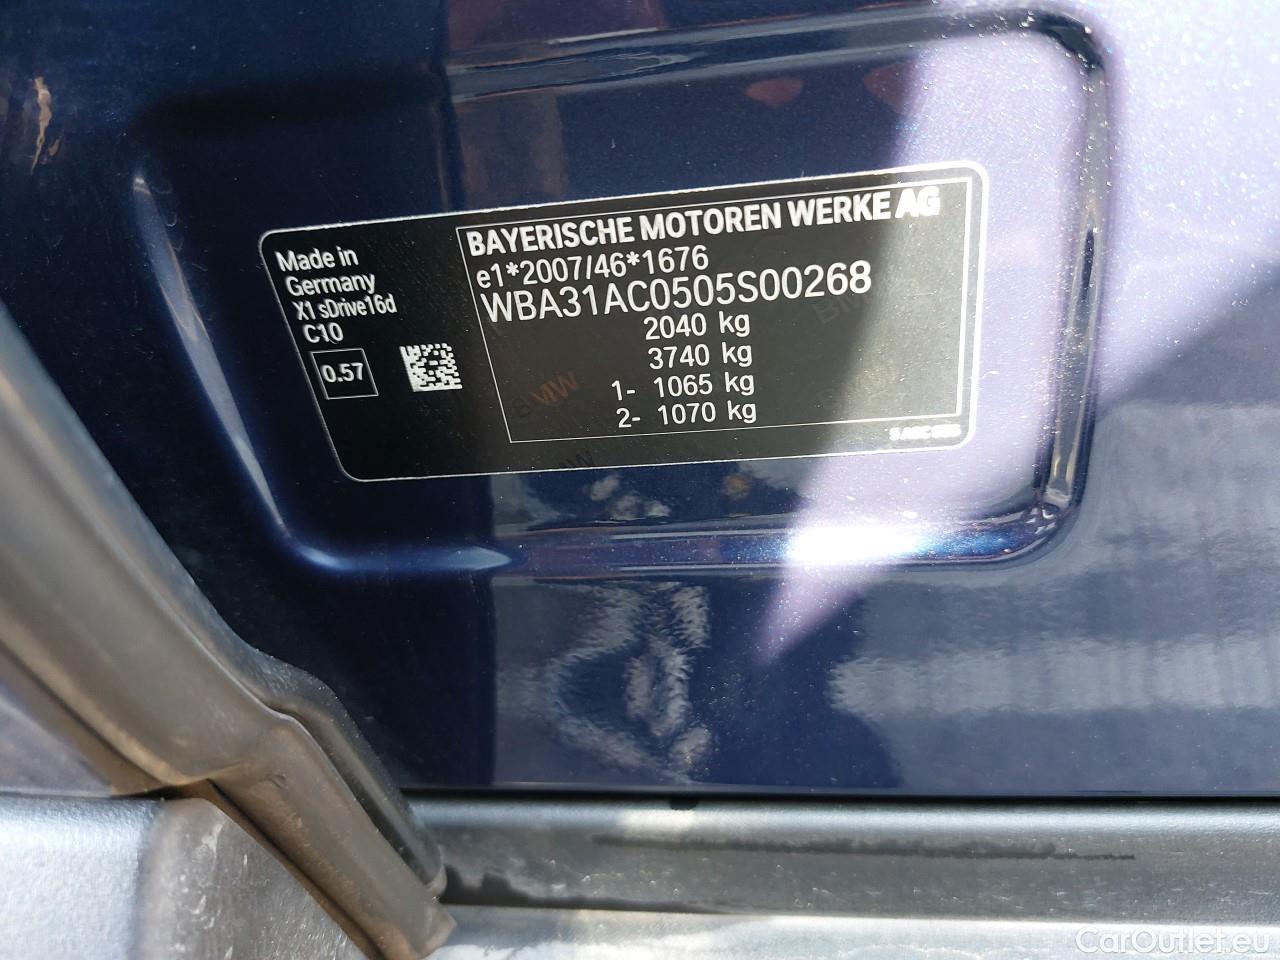 Made in
Germany
X1 sDrive16d
C10
0.57
BAYERISCHE MOTOREN WERKE AG
e1*2007/46*1676
WBA31AC0505S00268
2040 kg
3740 kg
1- 1065 kg
2- 1070 kg
BMW
CarOutlet.eu